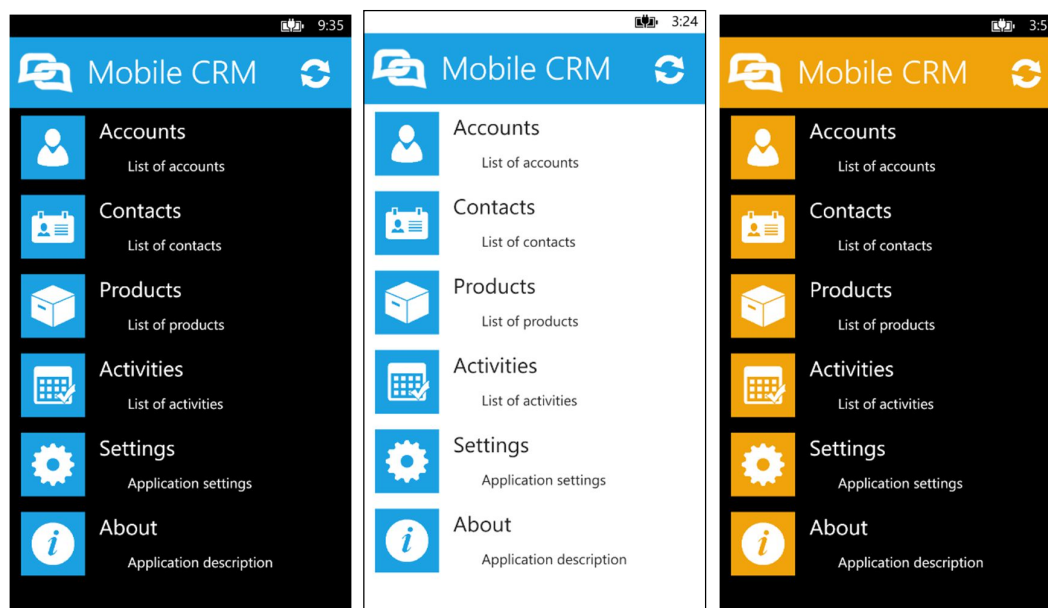 9:35
Mobile CRM
Accounts
List of accounts
Contacts
List of contacts
Products
List of products
Activities
List of activities
Settings
Application settings
i
About
Application description
3:24
Mobile CRM
Accounts
List of accounts
Contacts
List of contacts
Products
List of products
Activities
List of activities
Settings
Application settings
i
About
Application description
3:5
Mobile CRM
Accounts
List of accounts
Contacts
List of contacts
Products
List of products
Activities
List of activities
Settings
Application settings
i
About
Application description